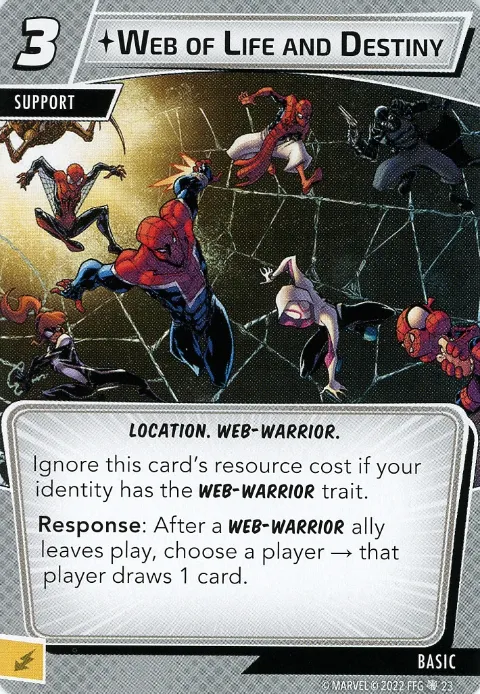 3
WEB OF LIFE AND DESTINY
SUPPORT
LOCATION. WEB-WARRIOR.
Ignore this card's resource cost if your
identity has the WEB-WARRIOR trait.
Response: After a WEB-WARRIOR ally
leaves play, choose a player → that
player draws 1 card.
BASIC
© MARVEL © 2022 FFG 23